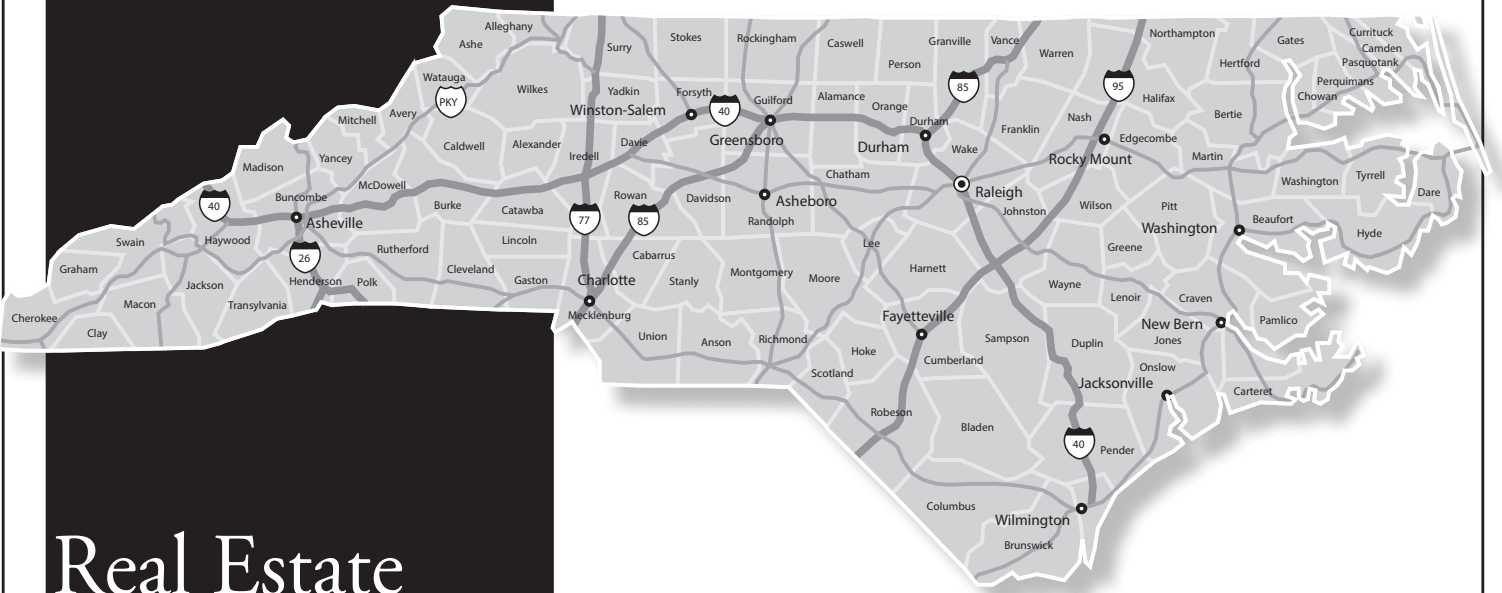 Alleghany
Ashe
Surry
Stokes
Rockingham
Caswell
Person
Granville
Vance
Warren
Northampton
Gates
Currituck
Camden
Pasquotank
Perquimans
Chowan
Hertford
Watauga
PKY
Wilkes
Yadkin
Forsyth
Winston-Salem
40
Guilford
Greensboro
Alamance
Orange
Durham
Durham
85
95
Halifax
Nash
Franklin
Edgecombe
Rocky Mount
Bertie
Martin
Mitchell
Avery
Caldwell
Alexander
Iredell
Davie
Wake
Madison
Yancey
McDowell
Buncombe
Asheville
40
Burke
Catawba
77
Rowan
85
Davidson
Asheboro
Randolph
Chatham
Raleigh
Johnston
Wilson
Pitt
Washington
Washington
Tyrrell
Dare
Beaufort
Hyde
Swain
Haywood
26
Rutherford
Lincoln
Cabarrus
Lee
Greene
Graham
Jackson
Henderson
Polk
Cleveland
Gaston
Charlotte
Stanly
Montgomery
Moore
Harnett
Wayne
Lenoir
Craven
Cherokee
Macon
Transylvania
Clay
Mecklenburg
Union
Anson
Richmond
Hoke
Scotland
Fayetteville
Cumberland
Sampson
Duplin
New Bern
Jones
Pamlico
Onslow
Jacksonville
Carteret
Robeson
Bladen
40
Pender
Columbus
Wilmington
Brunswick
Real Estate